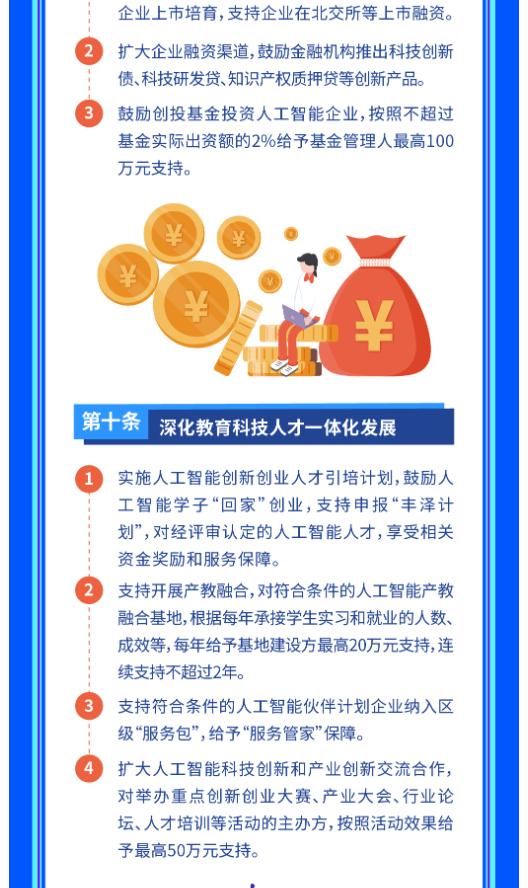 企业上市培育，支持企业在北交所等上市融资。
2 扩大企业融资渠道，鼓励金融机构推出科技创新
债、科技研发贷、知识产权质押贷等创新产品。
3 鼓励创投基金投资人工智能企业，按照不超过
基金实际出资额的2%给予基金管理人最高100
万元支持。
¥ ¥ ¥ ¥ ¥ ¥ ¥ ¥
第十条 深化教育科技人才一体化发展
1 实施人工智能创新创业人才引培计划，鼓励人
工智能学子“回家”创业，支持申报“丰泽计
划”，对经评审认定的人工智能人才，享受相关
资金奖励和服务保障。
2 支持开展产教融合，对符合条件的人工智能产教
融合基地，根据每年承接学生实习和就业的人数、
成效等，每年给予基地建设方最高20万元支持，连
续支持不超过2年。
3 支持符合条件的人工智能伙伴计划企业纳入区
级“服务包”，给予“服务管家”保障。
4 扩大人工智能科技创新和产业创新交流合作，
对举办重点创新创业大赛、产业大会、行业论
坛、人才培训等活动的主办方，按照活动效果给
予最高50万元支持。